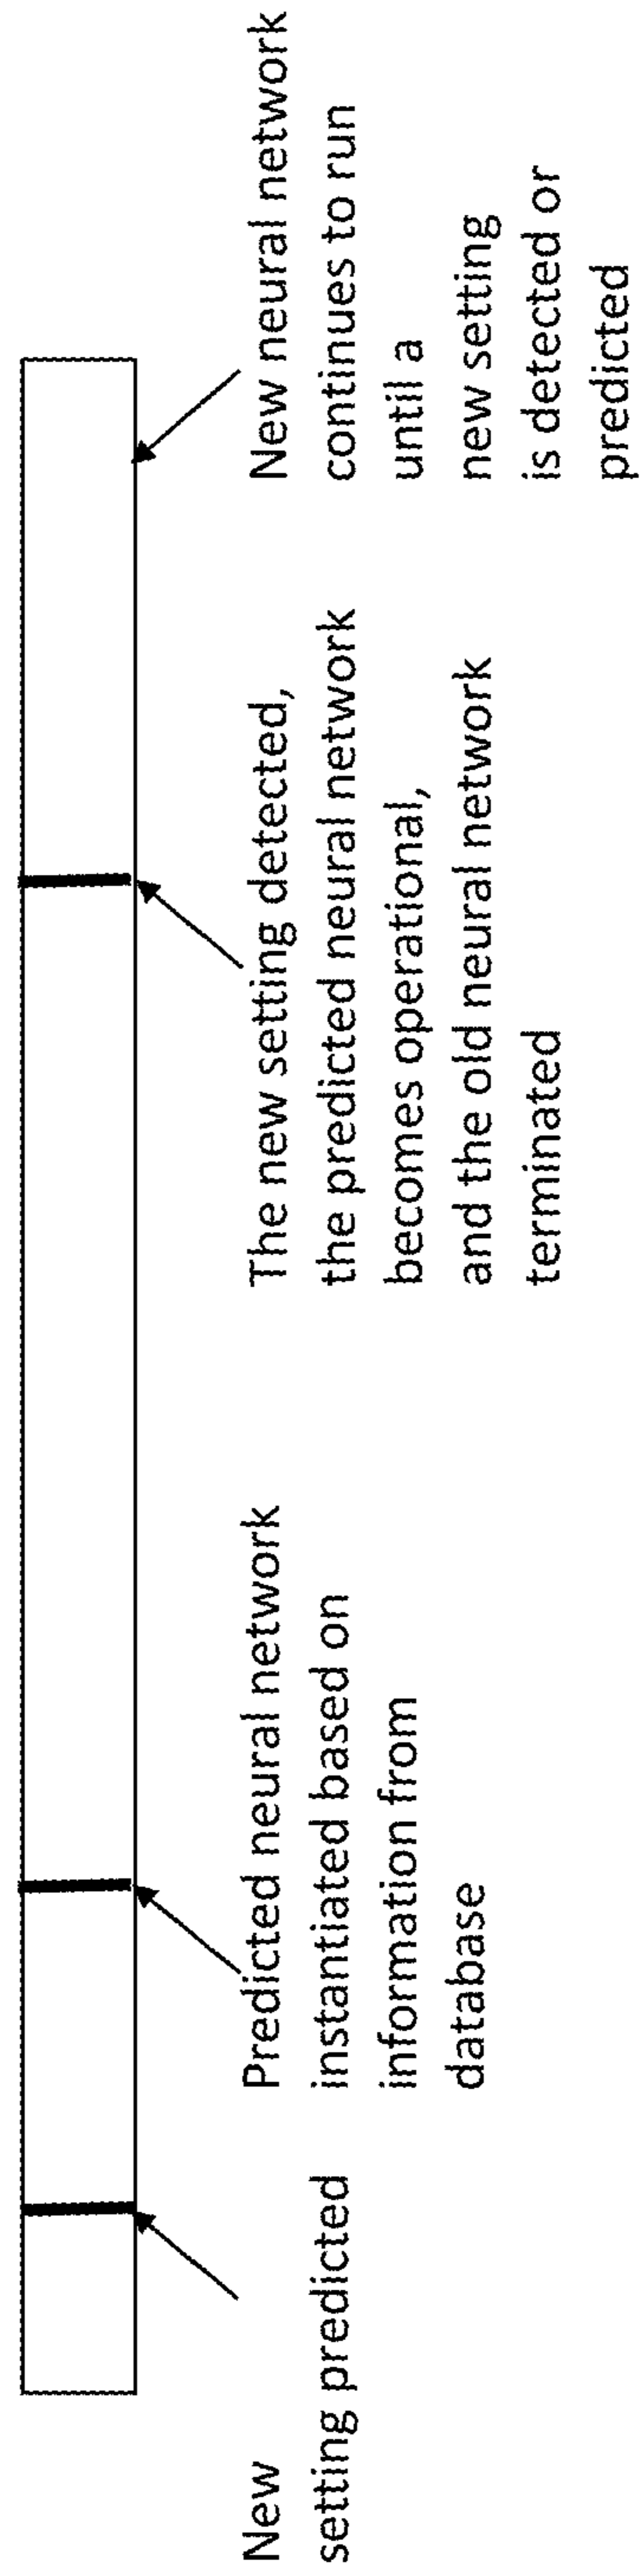 New
setting predicted
Predicted neural network
instantiated based on
information from
database
The new setting detected,
the predicted neural network
becomes operational,
and the old neural network
terminated
New neural network
continues to run
until a
new setting
is detected or
predicted